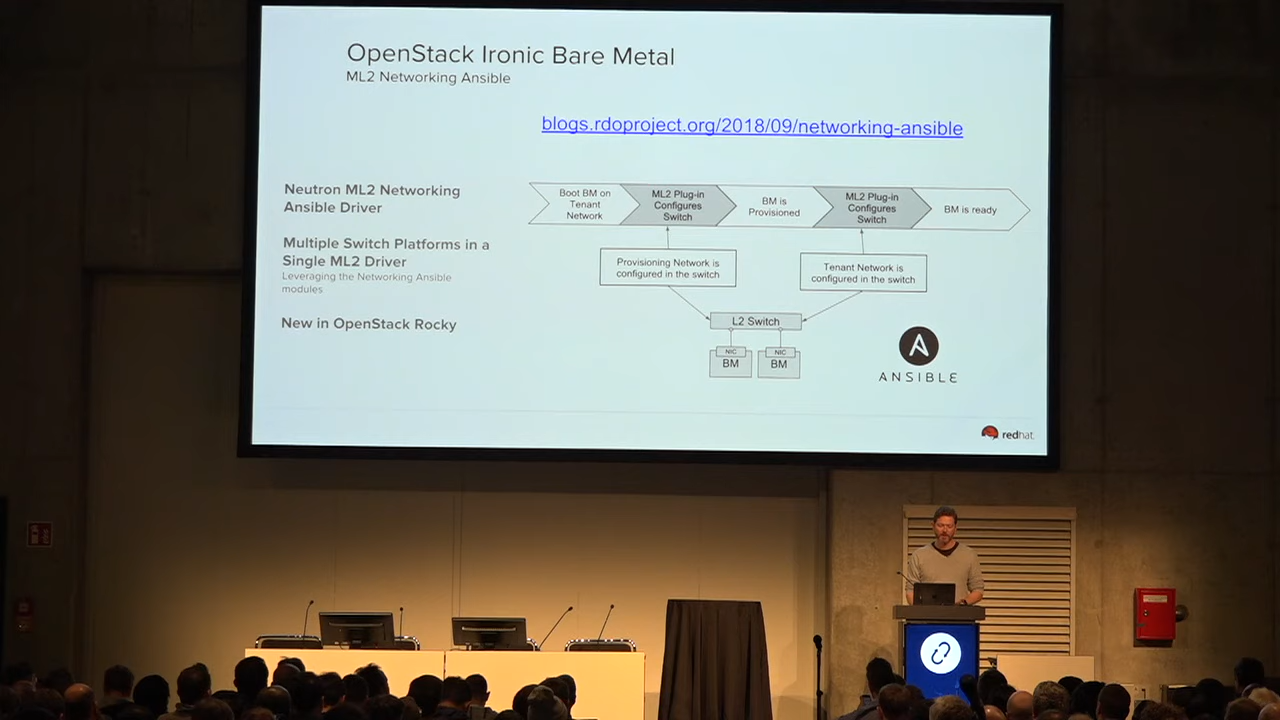 OpenStack Ironic Bare Metal
ML2 Networking Ansible
blogs.rdoproject.org/2018/09/networking-ansible
Neutron ML2 Networking
Ansible Driver
Multiple Switch Platforms in a
Single ML2 Driver
Leveraging the Networking Ansible
modules
New in OpenStack Rocky
Boot BM on
Tenant
Network
ML2 Plug-in
Configures
Switch
BM is
Provisioned
ML2 Plug-in
Configures
Switch
BM is ready
Provisioning Network is
configured in the switch
Tenant Network is
configured in the switch
L2 Switch
NIC
BM
NIC
BM
A
ANSIBLE
redhat.